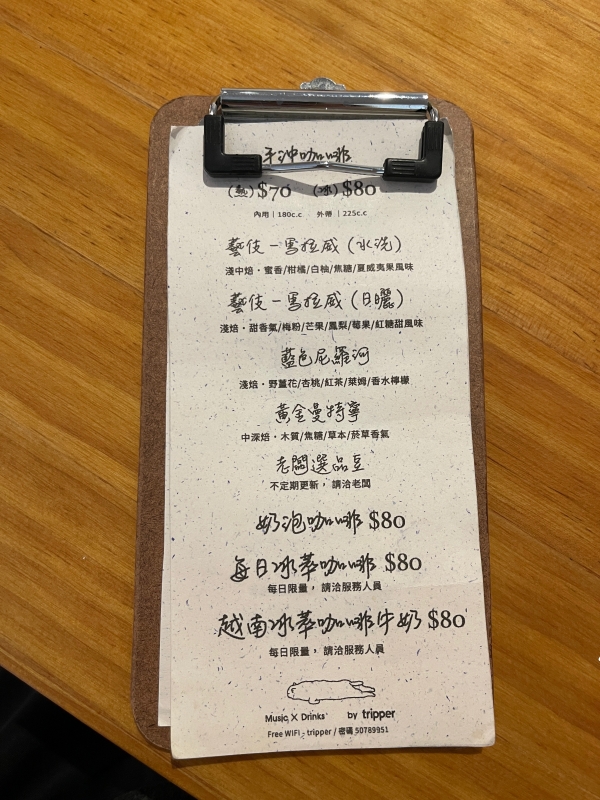 手沖咖啡
(熱)$70 (冰)$80
內用｜180c.c 外帶｜225c.c
藝伎－馬拉威(水洗)
淺中焙・蜜香/柑橘/白柚/焦糖/夏威夷果風味
藝伎－馬拉威(日曬)
淺焙・甜香氣/梅粉/芒果/鳳梨/莓果/紅糖甜風味
藍色尼羅河
淺焙・野薑花/杏桃/紅茶/萊姆/香水檸檬
黃金曼特寧
中深焙・木質/焦糖/草本/菸草香氣
老闆選品豆
不定期更新，請洽老闆
奶泡咖啡 $80
每日冰萃咖啡 $80
每日限量，請洽服務人員
越南冰萃咖啡牛奶 $80
每日限量，請洽服務人員
Music X Drinks by tripper
Free WIFI - tripper / 密碼 50789951